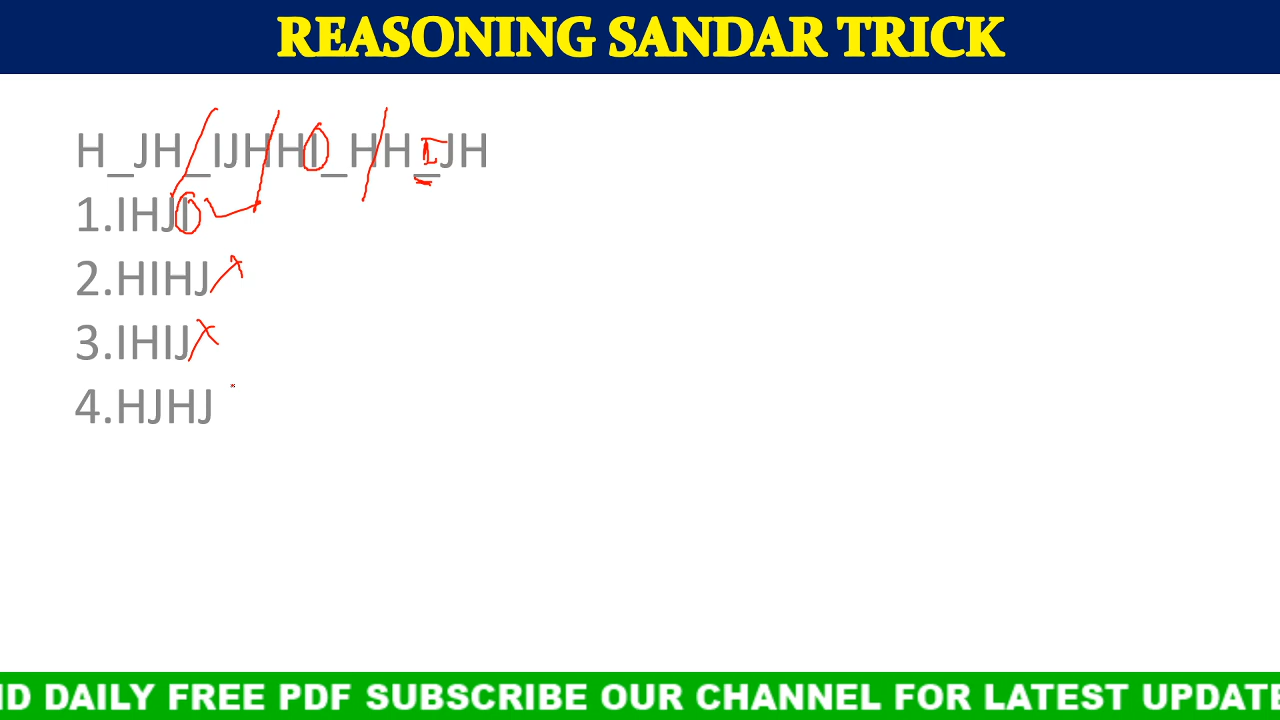 REASONING SANDAR TRICK
H_JH_IJHHI_HH_JH
I
1.IHJI
2.HIHJ
3.IHIJ
4.HJHJ
DAILY FREE PDF SUBSCRIBE OUR CHANNEL FOR LATEST UPDATE